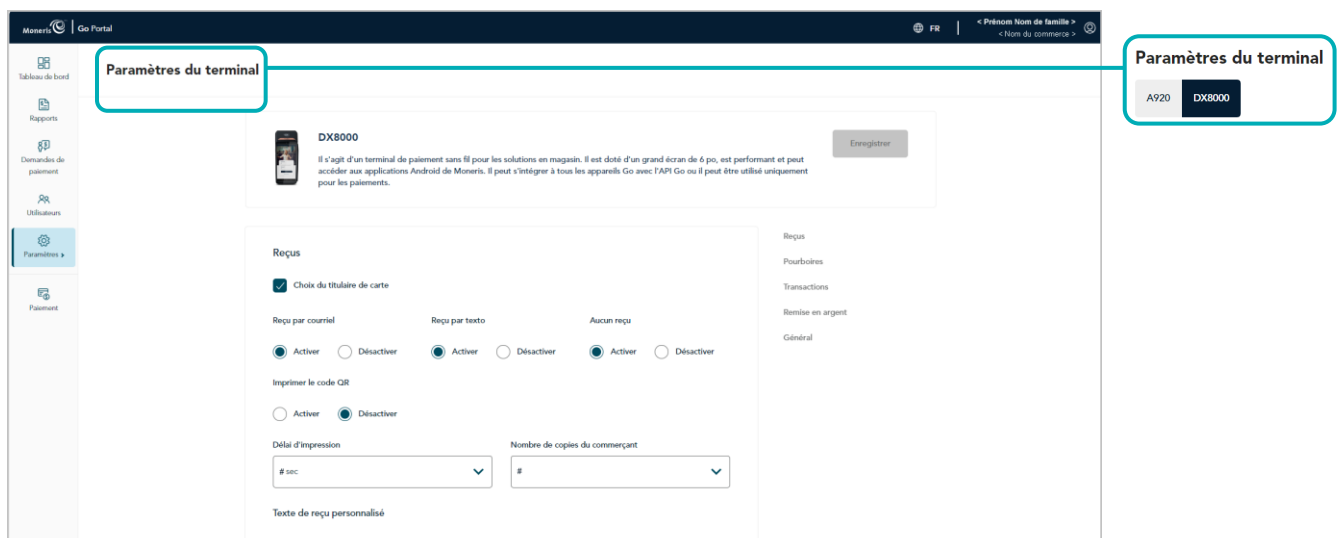 Moneris Go Portal
FR
< Prénom Nom de famille >
< Nom du commerce >
Tableau de bord
Rapports
Demandes de
paiement
Utilisateurs
Paramètres
Paiement
Paramètres du terminal
DX8000
Il s'agit d'un terminal de paiement sans fil pour les solutions en magasin. Il est doté d'un grand écran de 6 po, est performant et peut
accéder aux applications Android de Moneris. Il peut s'intégrer à tous les appareils Go avec l'API Go ou il peut être utilisé uniquement
pour les paiements.
Enregistrer
Reçus
Choix du titulaire de carte
Reçu par courriel Reçu par texto Aucun reçu
Activer Désactiver Activer Désactiver Activer Désactiver
Imprimer le code QR
Activer Désactiver
Délai d'impression Nombre de copies du commerçant
# sec #
Texte de reçu personnalisé
Reçus
Pourboires
Transactions
Remise en argent
Général
Paramètres du terminal
A920 DX8000